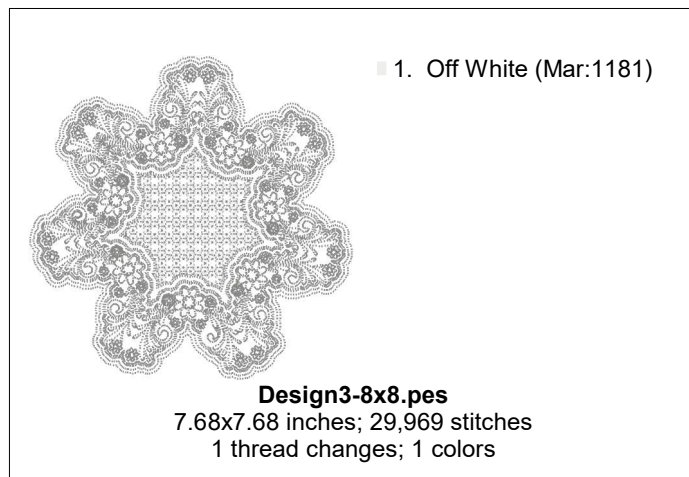 1. Off White (Mar:1181)
Design3-8x8.pes
7.68x7.68 inches; 29,969 stitches
1 thread changes; 1 colors